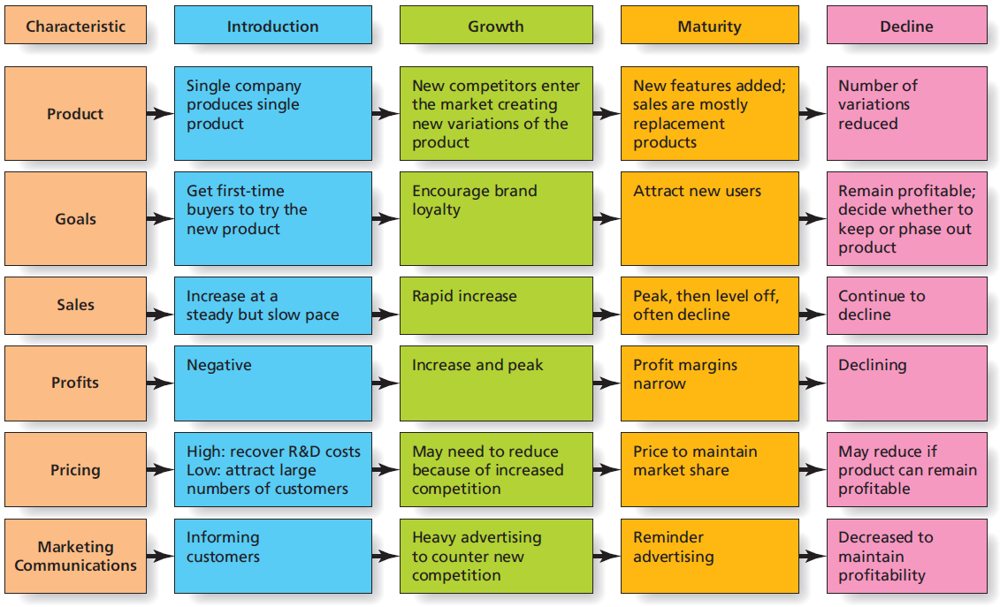 Characteristic
Introduction
Growth
Maturity
Decline
Product
Single company
produces single
product
New competitors enter
the market creating
new variations of the
product
New features added;
sales are mostly
replacement
products
Number of
variations
reduced
Goals
Get first-time
buyers to try the
new product
Encourage brand
loyalty
Attract new users
Remain profitable;
decide whether to
keep or phase out
product
Sales
Increase at a
steady but slow pace
Rapid increase
Peak, then level off,
often decline
Continue to
decline
Profits
Negative
Increase and peak
Profit margins
narrow
Declining
Pricing
High: recover R&D costs
Low: attract large
numbers of customers
May need to reduce
because of increased
competition
Price to maintain
market share
May reduce if
product can remain
profitable
Marketing
Communications
Informing
customers
Heavy advertising
to counter new
competition
Reminder
advertising
Decreased to
maintain
profitability